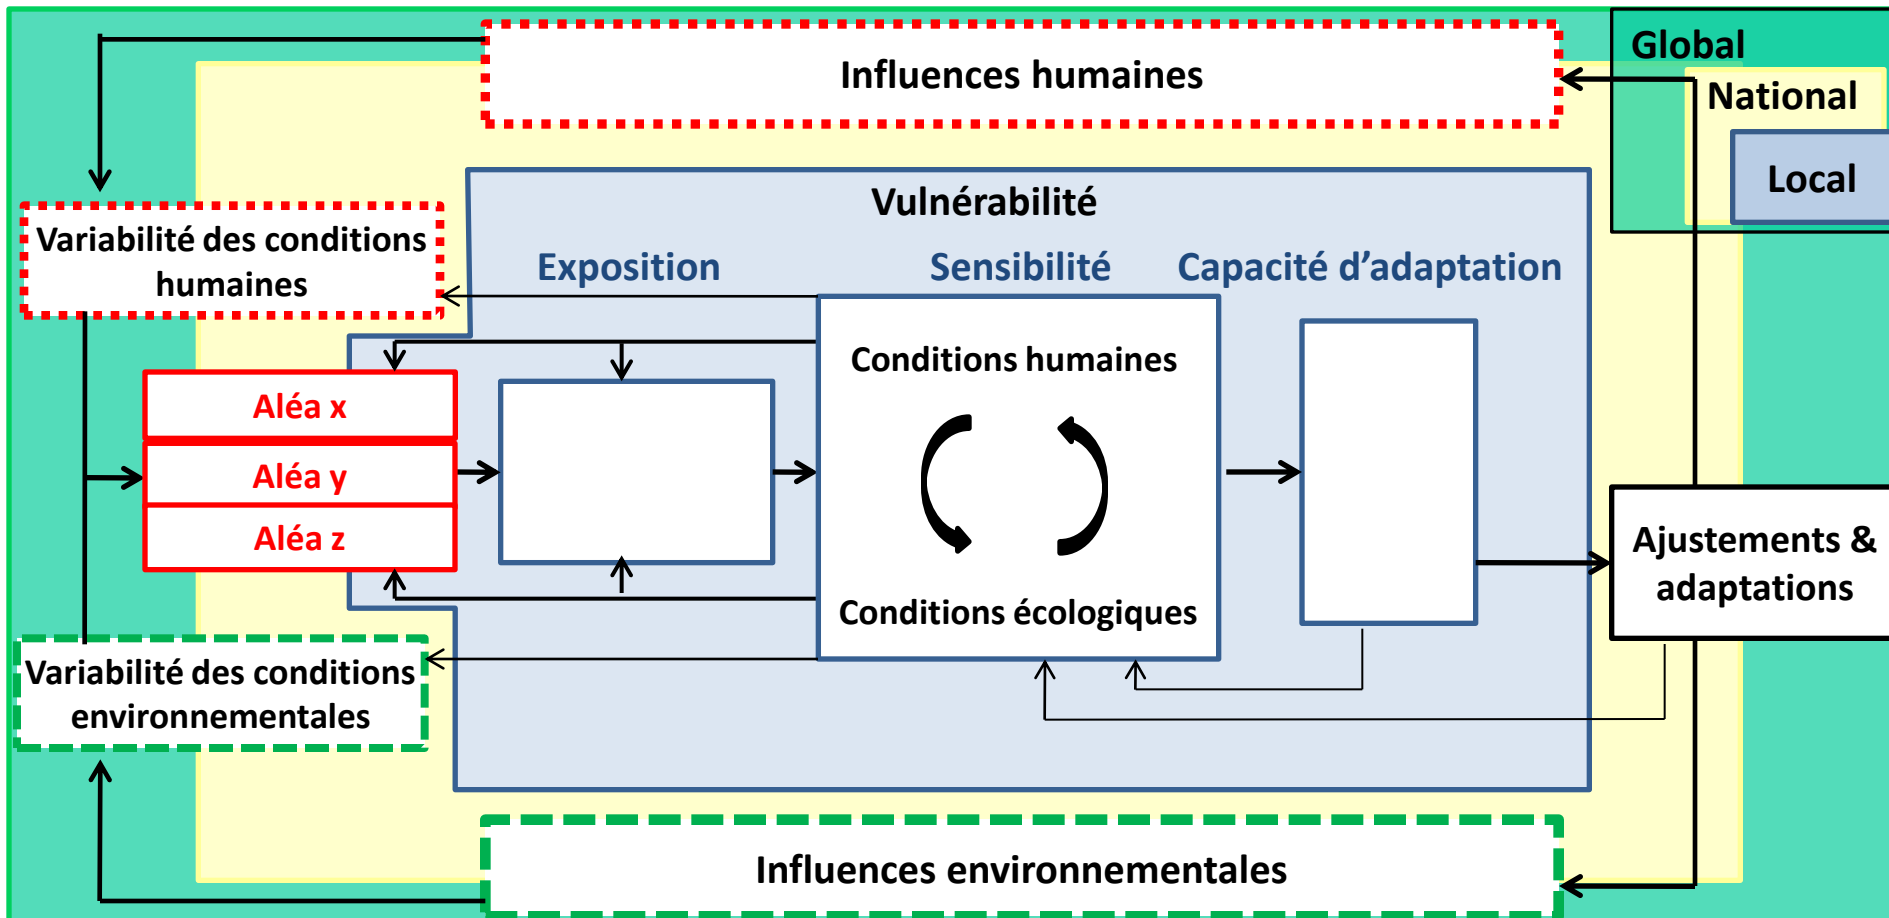 Influences humaines
Global
National
Local
Vulnérabilité
Variabilité des conditions
humaines
Exposition
Sensibilité
Capacité d’adaptation
Conditions humaines
Aléa x
Aléa y
Aléa z
Ajustements &
adaptations
Conditions écologiques
Variabilité des conditions
environnementales
Influences environnementales